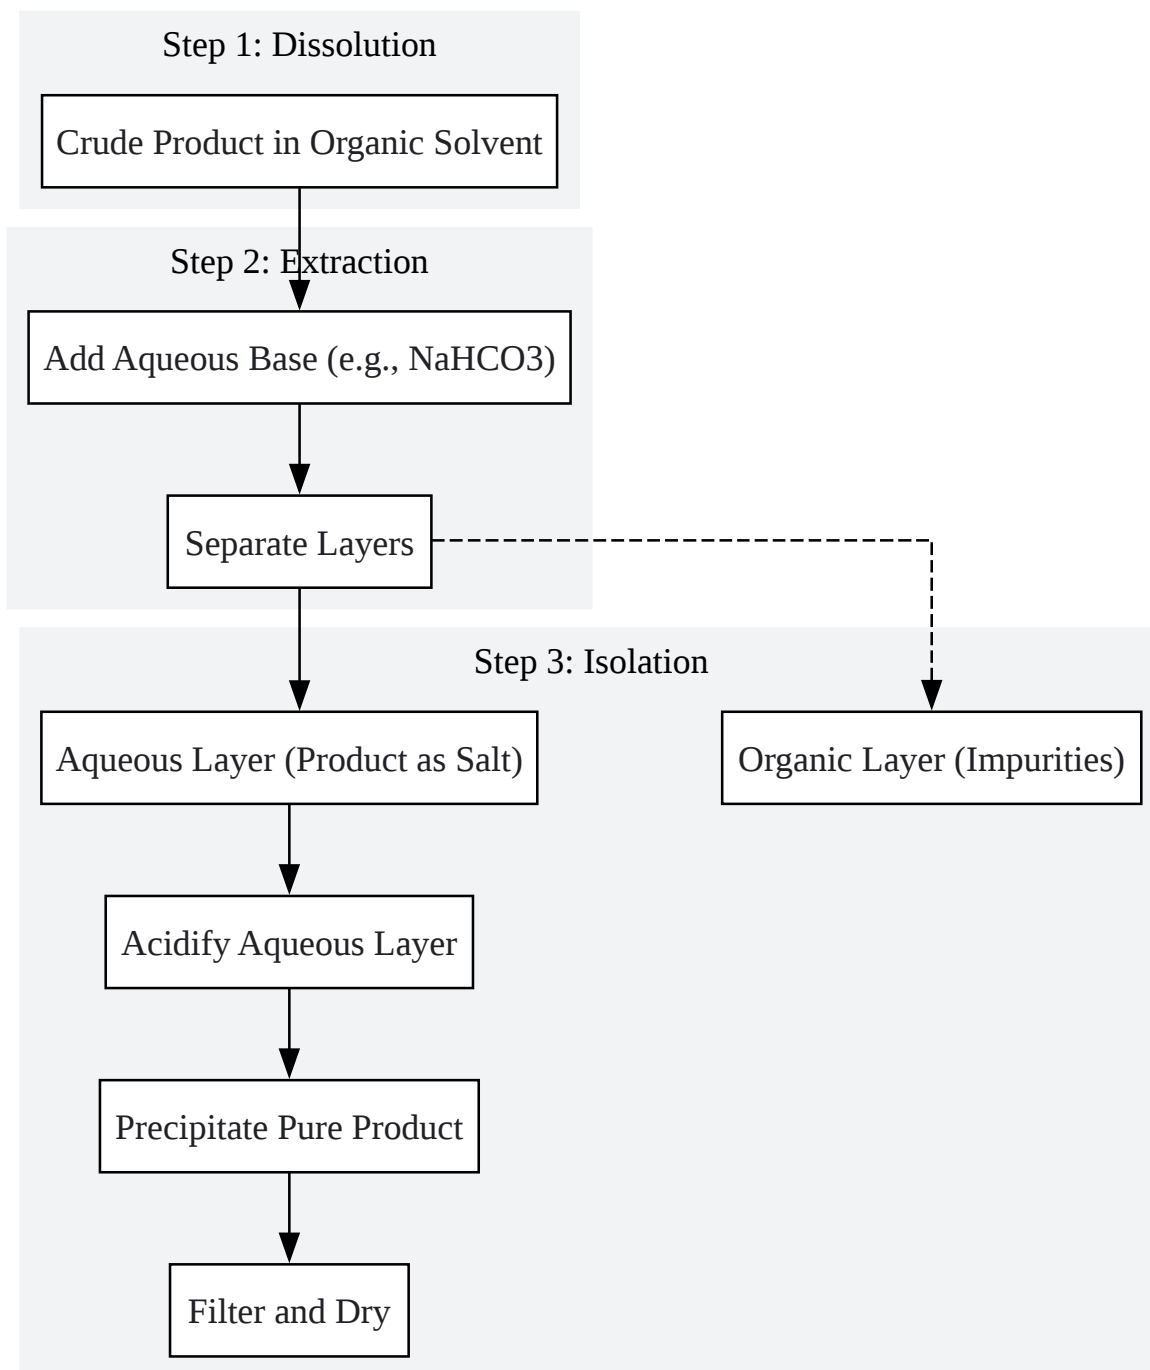 Step 1: Dissolution
Crude Product in Organic Solvent
Step 2: Extraction
Add Aqueous Base (e.g., NaHCO3)
Separate Layers
Step 3: Isolation
Aqueous Layer (Product as Salt)
Organic Layer (Impurities)
Acidify Aqueous Layer
Precipitate Pure Product
Filter and Dry